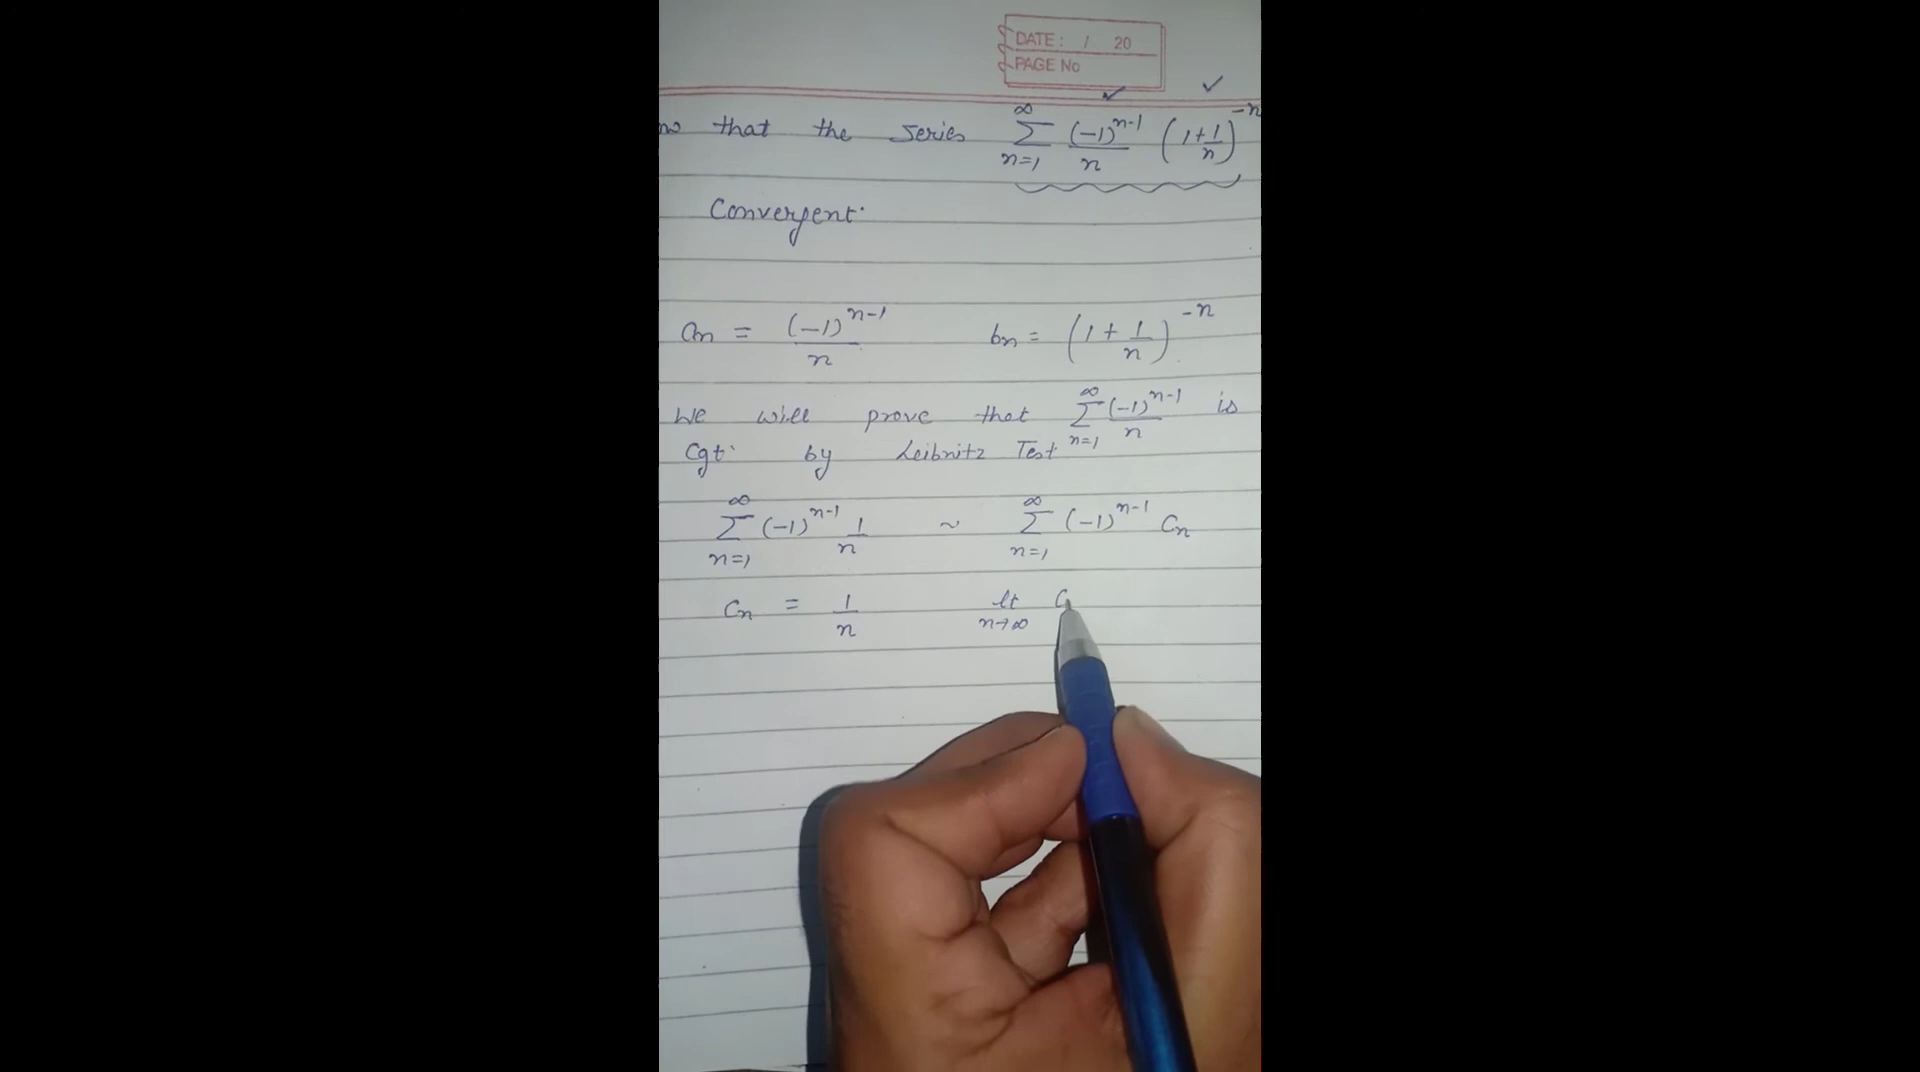 DATE : / 20
PAGE No
that the series ∑_{n=1}^{∞} (-1)^{n-1}/n (1+1/n)^{-n}
Convergent.
an = (-1)^{n-1}/n bn = (1+1/n)^{-n}
We will prove that ∑_{n=1}^{∞} (-1)^{n-1}/n is
Cgt. by Leibnitz Test
∑_{n=1}^{∞} (-1)^{n-1} 1/n ~ ∑_{n=1}^{∞} (-1)^{n-1} Cn
Cn = 1/n lt n→∞ C